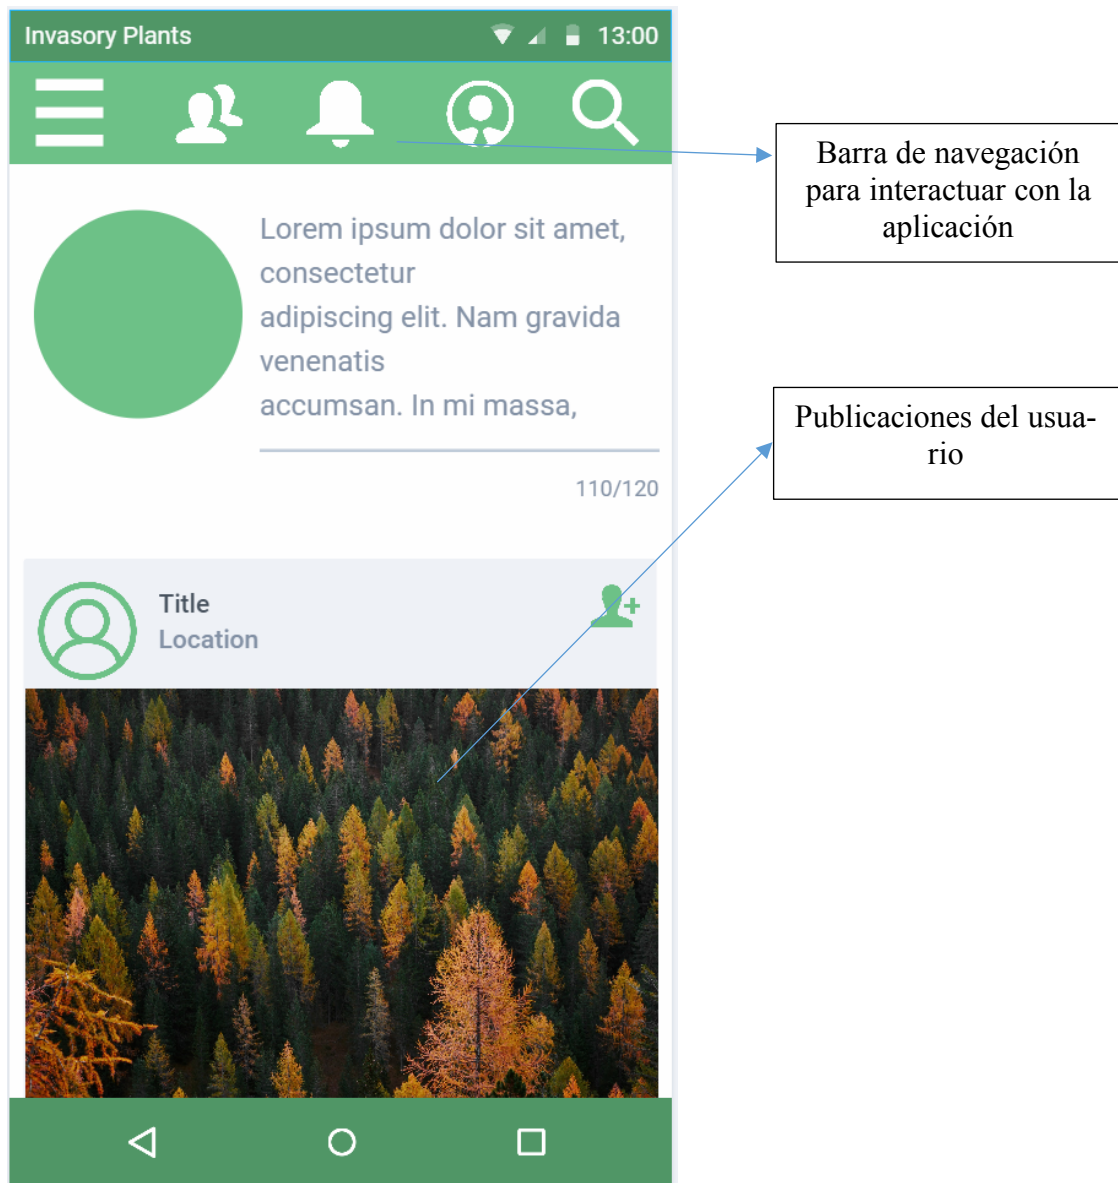 Invasory Plants
13:00
Barra de navegación
para interactuar con la
aplicación
Lorem ipsum dolor sit amet,
consectetur
adipiscing elit. Nam gravida
venenatis
accumsan. In mi massa,
110/120
Publicaciones del usua-
rio
Title
Location